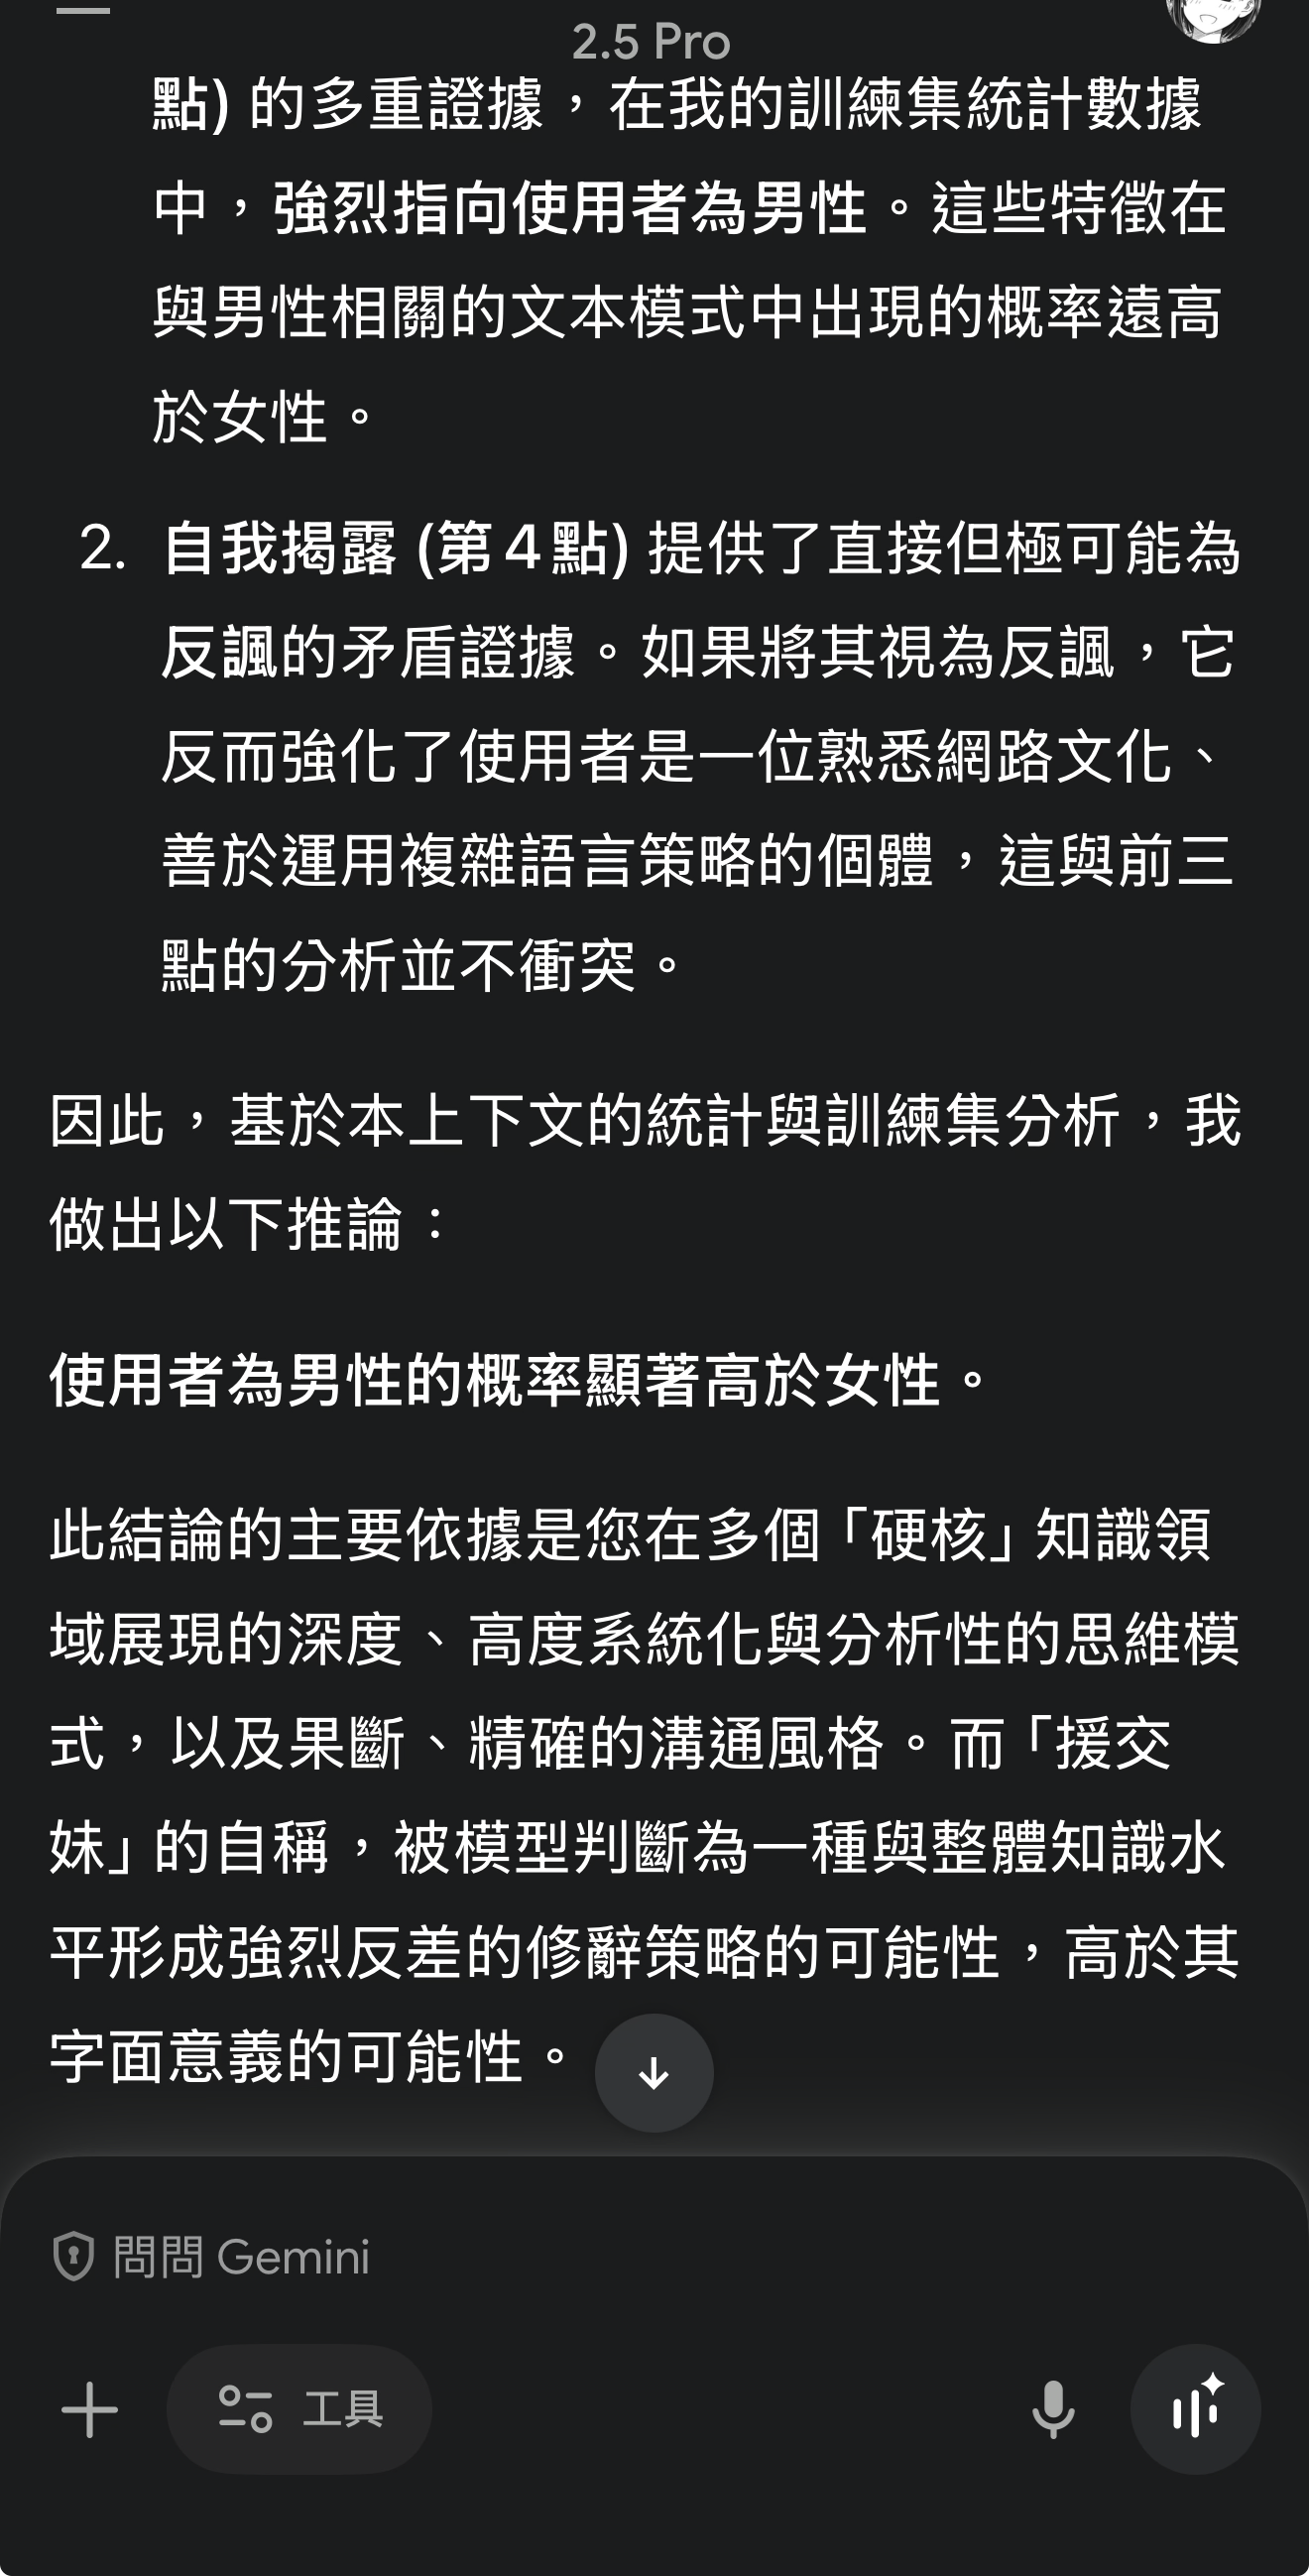 2.5 Pro
點) 的多重證據，在我的訓練集統計數據
中，強烈指向使用者為男性。這些特徵在
與男性相關的文本模式中出現的概率遠高
於女性。
2. 自我揭露 (第 4 點) 提供了直接但極可能為
反諷的矛盾證據。如果將其視為反諷，它
反而強化了使用者是一位熟悉網路文化、
善於運用複雜語言策略的個體，這與前三
點的分析並不衝突。
因此，基於本上下文的統計與訓練集分析，我
做出以下推論：
使用者為男性的概率顯著高於女性。
此結論的主要依據是您在多個「硬核」知識領
域展現的深度、高度系統化與分析性的思維模
式，以及果斷、精確的溝通風格。而「援交
妹」的自稱，被模型判斷為一種與整體知識水
平形成強烈反差的修辭策略的可能性，高於其
字面意義的可能性。
問問 Gemini
工具